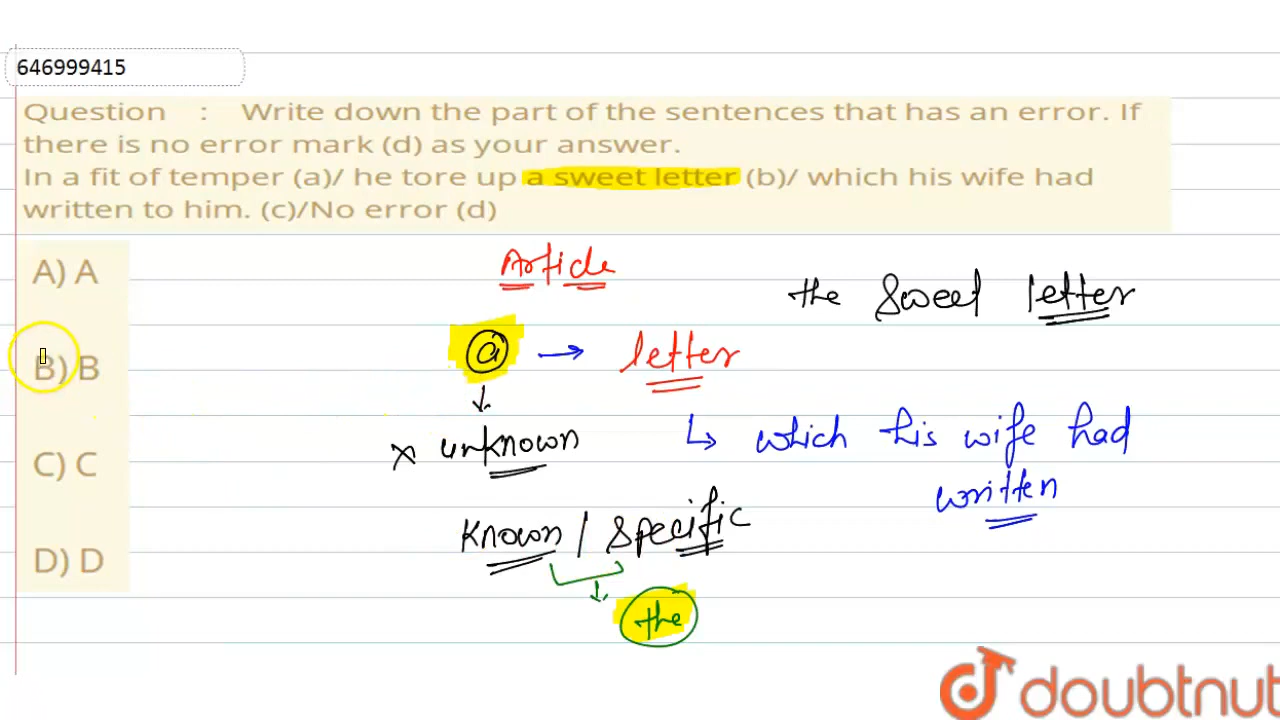 646999415
Question : Write down the part of the sentences that has an error. If
there is no error mark (d) as your answer.
In a fit of temper (a)/ he tore up a sweet letter (b)/ which his wife had
written to him. (c)/No error (d)
A) A
B) B
C) C
D) D
Article
the sweet letter
a → letter
x unknown
↳ which his wife had
written
known / specific
the
doubtnut